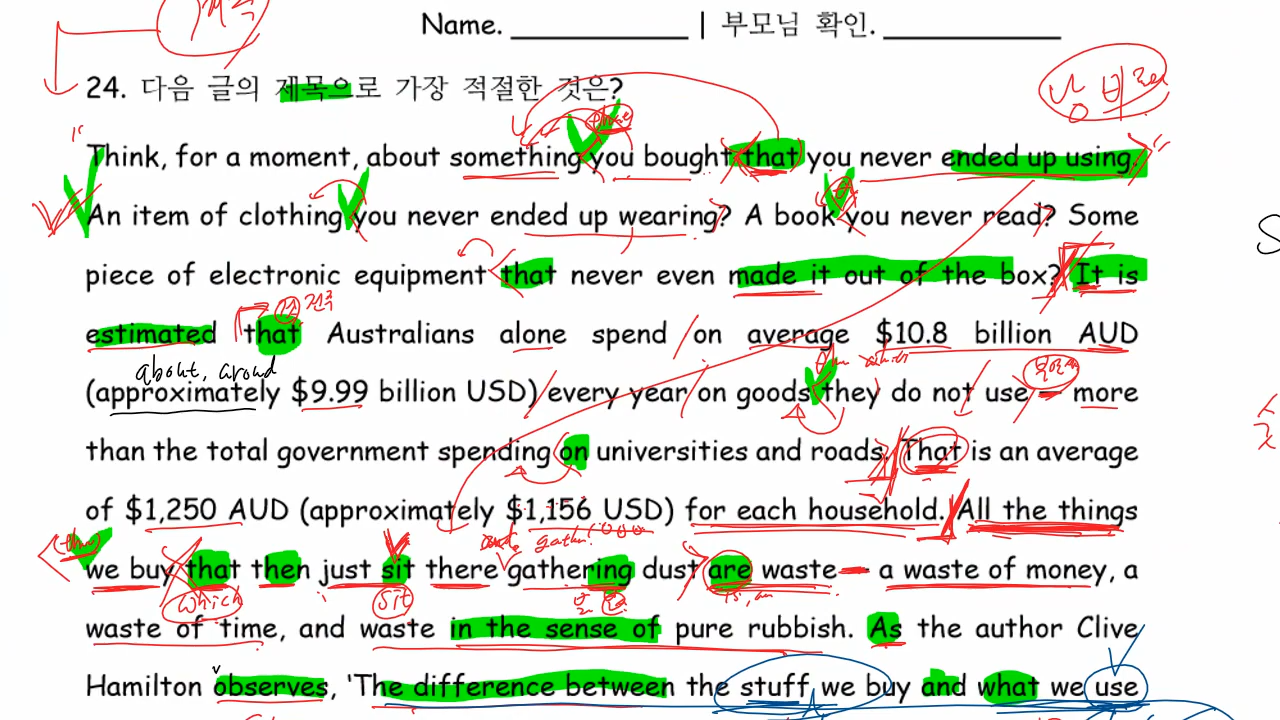 Name. ____________ | 부모님 확인. ____________
24. 다음 글의 제목으로 가장 적절한 것은?
낭비
Think, for a moment, about something you bought that you never ended up using.
An item of clothing you never ended up wearing? A book you never read? Some
piece of electronic equipment that never even made it out of the box? It is
estimated that Australians alone spend on average $10.8 billion AUD
about, around
(approximately $9.99 billion USD) every year on goods they do not use — more
than the total government spending on universities and roads. That is an average
of $1,250 AUD (approximately $1,156 USD) for each household. All the things
we buy that then just sit there gathering dust are waste — a waste of money, a
which sit
waste of time, and waste in the sense of pure rubbish. As the author Clive
Hamilton observes, 'The difference between the stuff we buy and what we use